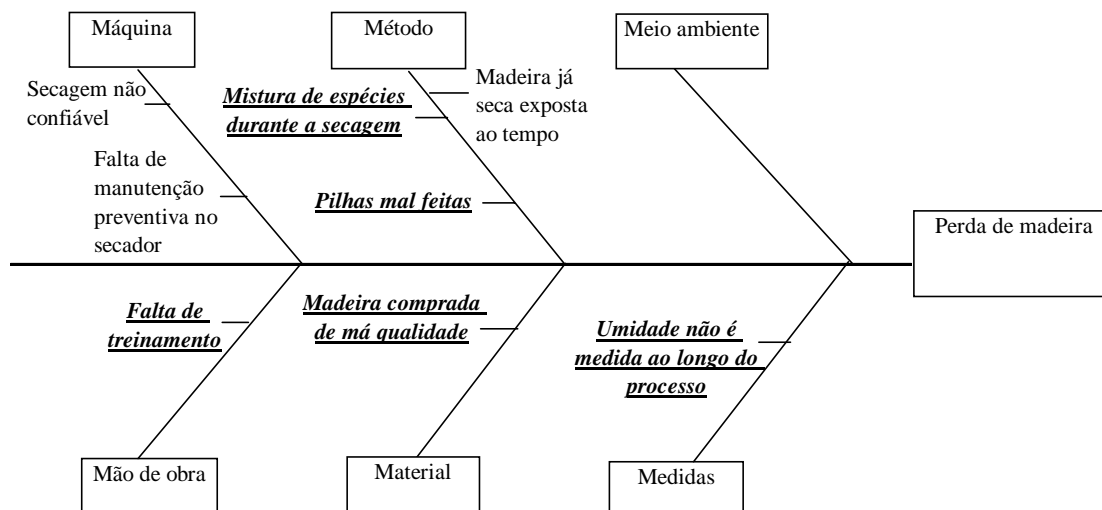 Máquina
Método
Meio ambiente
Secagem não
confiável
Mistura de espécies
durante a secagem
Madeira já
seca exposta
ao tempo
Falta de
manutenção
preventiva no
secador
Pilhas mal feitas
Perda de madeira
Falta de
treinamento
Madeira comprada
de má qualidade
Umidade não é
medida ao longo do
processo
Mão de obra
Material
Medidas